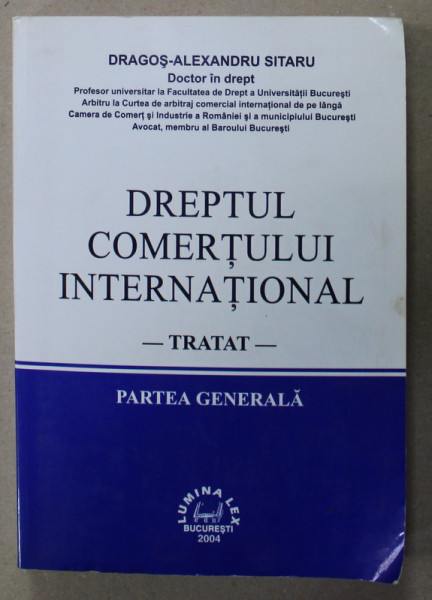 DRAGOȘ-ALEXANDRU SITARU
Doctor în drept
Profesor universitar la Facultatea de Drept a Universității București
Arbitru la Curtea de arbitraj comercial internațional de pe lângă
Camera de Comerț și Industrie a României și a municipiului București
Avocat, membru al Baroului București
DREPTUL
COMERȚULUI
INTERNAȚIONAL
— TRATAT —
PARTEA GENERALĂ
LUMINA LEX
BUCUREȘTI
2004